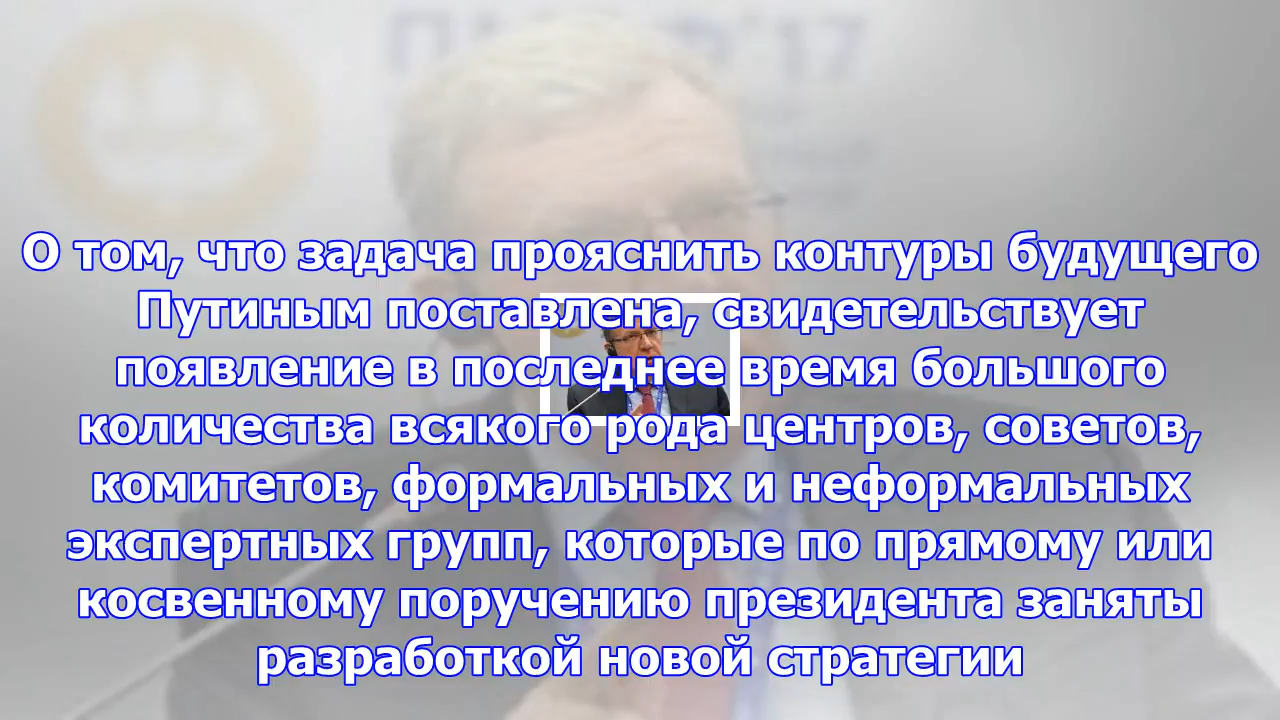 О том, что задача прояснить контуры будущего
Путиным поставлена, свидетельствует
появление в последнее время большого
количества всякого рода центров, советов,
комитетов, формальных и неформальных
экспертных групп, которые по прямому или
косвенному поручению президента заняты
разработкой новой стратегии